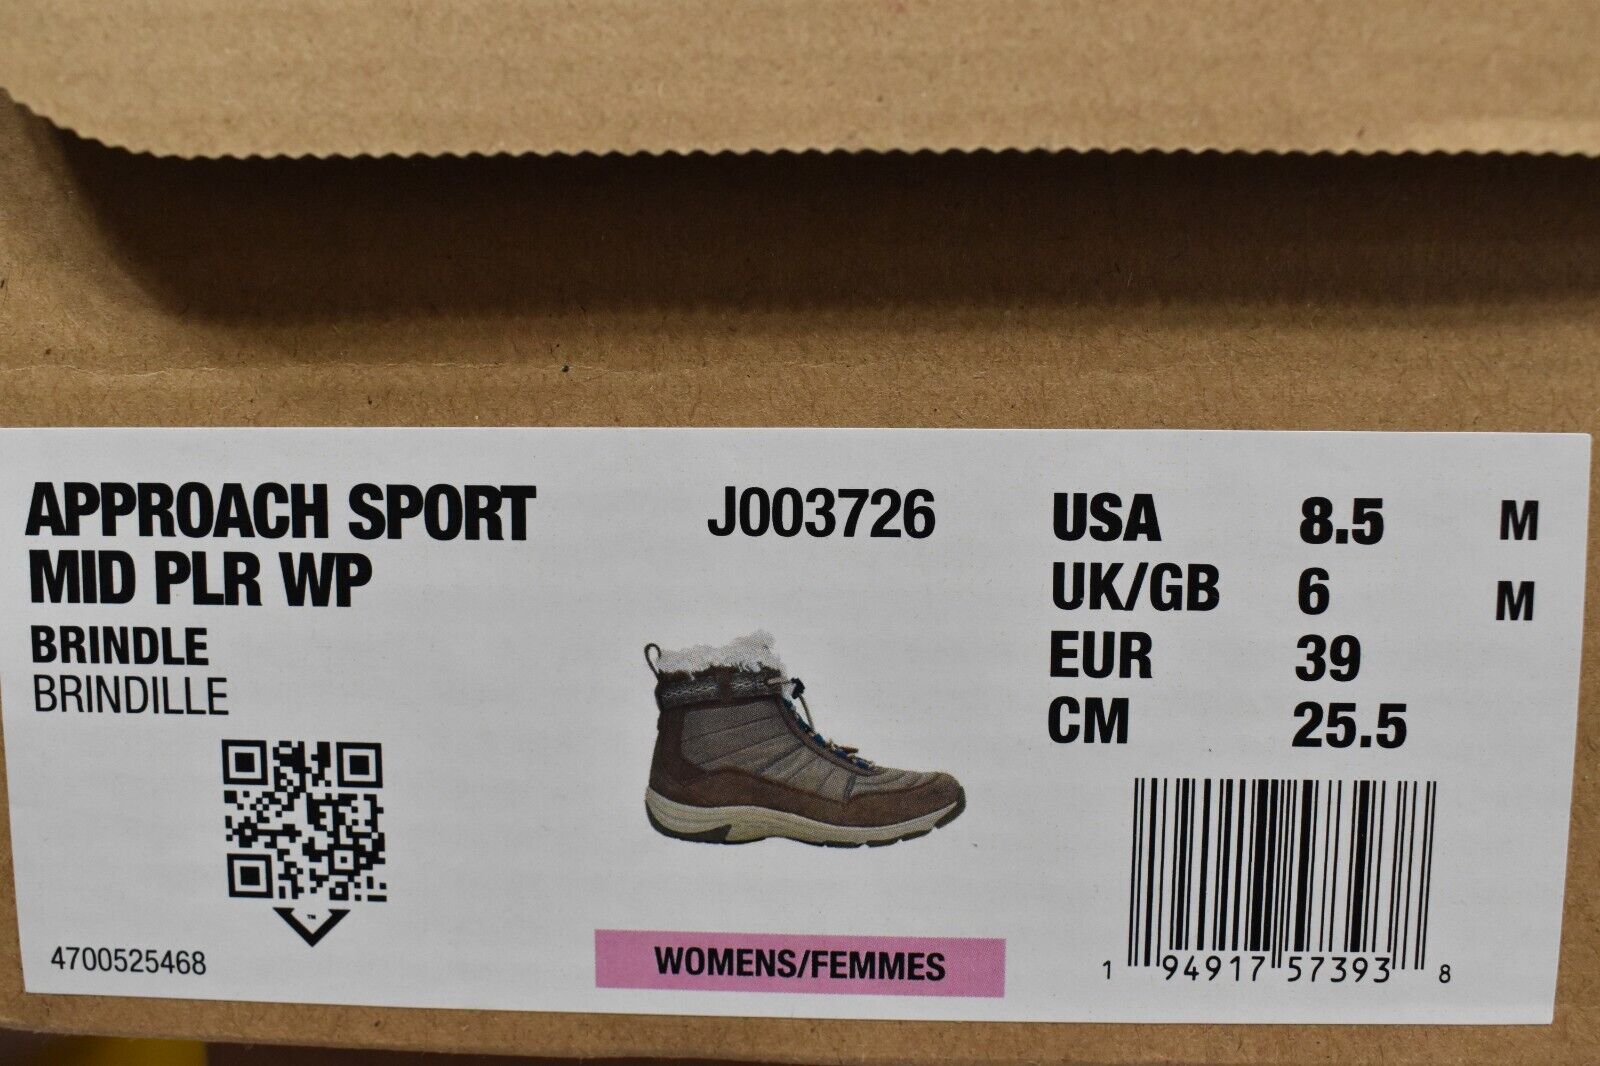 APPROACH SPORT
MID PLR WP
BRINDLE
BRINDILLE
™
4700525468
J003726
WOMENS/FEMMES
USA 8.5 M
UK/GB 6 M
EUR 39
CM 25.5
1 94917 57393 8